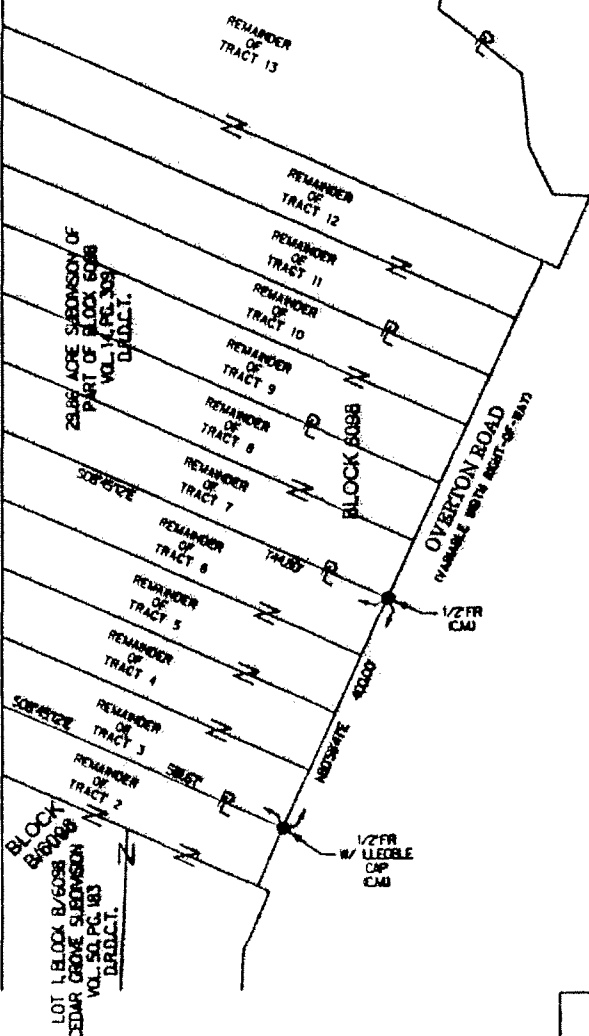 REMAINDER
OF
TRACT 13
REMAINDER
OF
TRACT 12
REMAINDER
OF
TRACT 11
REMAINDER
OF
TRACT 10
REMAINDER
OF
TRACT 9
REMAINDER
OF
TRACT 8
REMAINDER
OF
TRACT 7
REMAINDER
OF
TRACT 6
REMAINDER
OF
TRACT 5
REMAINDER
OF
TRACT 4
REMAINDER
OF
TRACT 3
REMAINDER
OF
TRACT 2
29.86 ACRE SUBDIVISION OF
PART OF BLOCK 6098
VOL. 14, PG. 309
D.R.D.C.T.
BLOCK 6098
OVERTON ROAD
(VARIABLE WIDTH RIGHT-OF-WAY)
1/2"FIR
(C.M.)
400.00'
1/2"FIR
W/ ILLEGIBLE
CAP
(C.M.)
BLOCK
B/6098
LOT 1, BLOCK B/6098
CEDAR GROVE SUBDIVISION
VOL. 50, PG. 183
D.R.D.C.T.